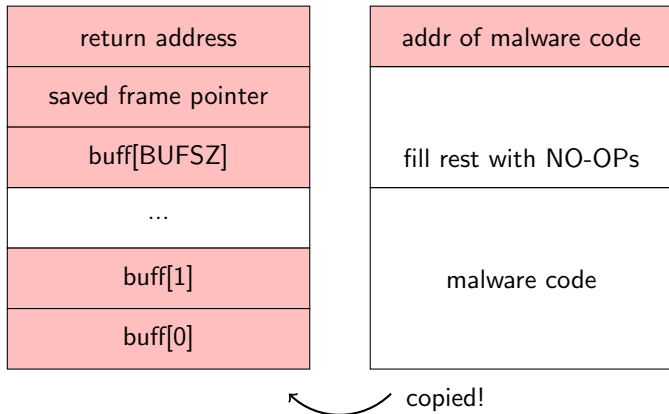 return address
saved frame pointer
buff[BUFSZ]
...
buff[1]
buff[0]
addr of malware code
fill rest with NO-OPs
malware code
copied!